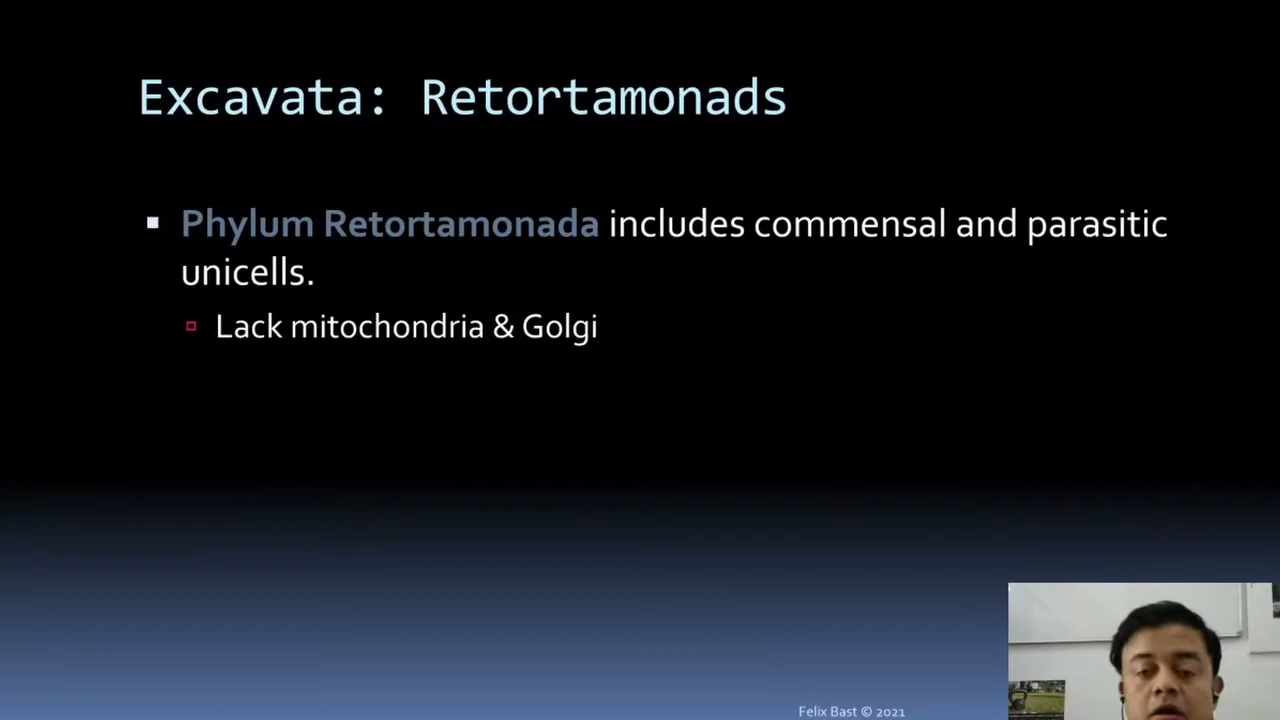 Excavata: Retortamonads
Phylum Retortamonada includes commensal and parasitic
unicells.
Lack mitochondria & Golgi
Felix Bast © 2021